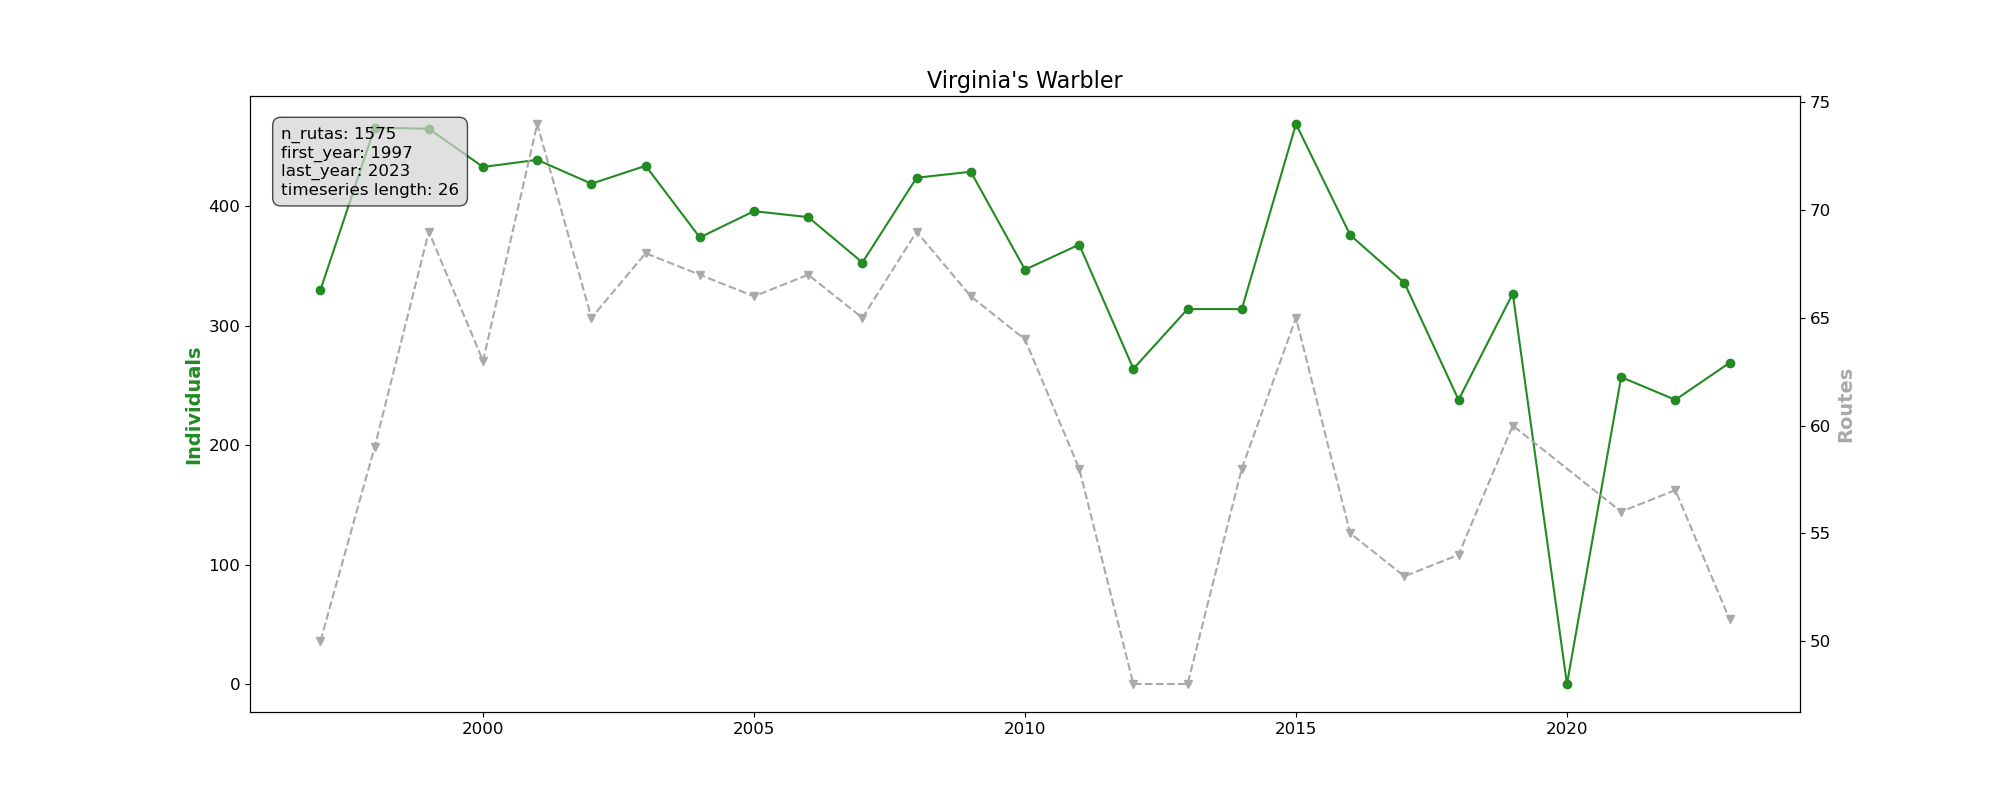 Virginia's Warbler
n_rutas: 1575
first_year: 1997
last_year: 2023
timeseries length: 26
Individuals
400
300
200
100
0
75
70
65
60
55
50
Routes
2000 2005 2010 2015 2020